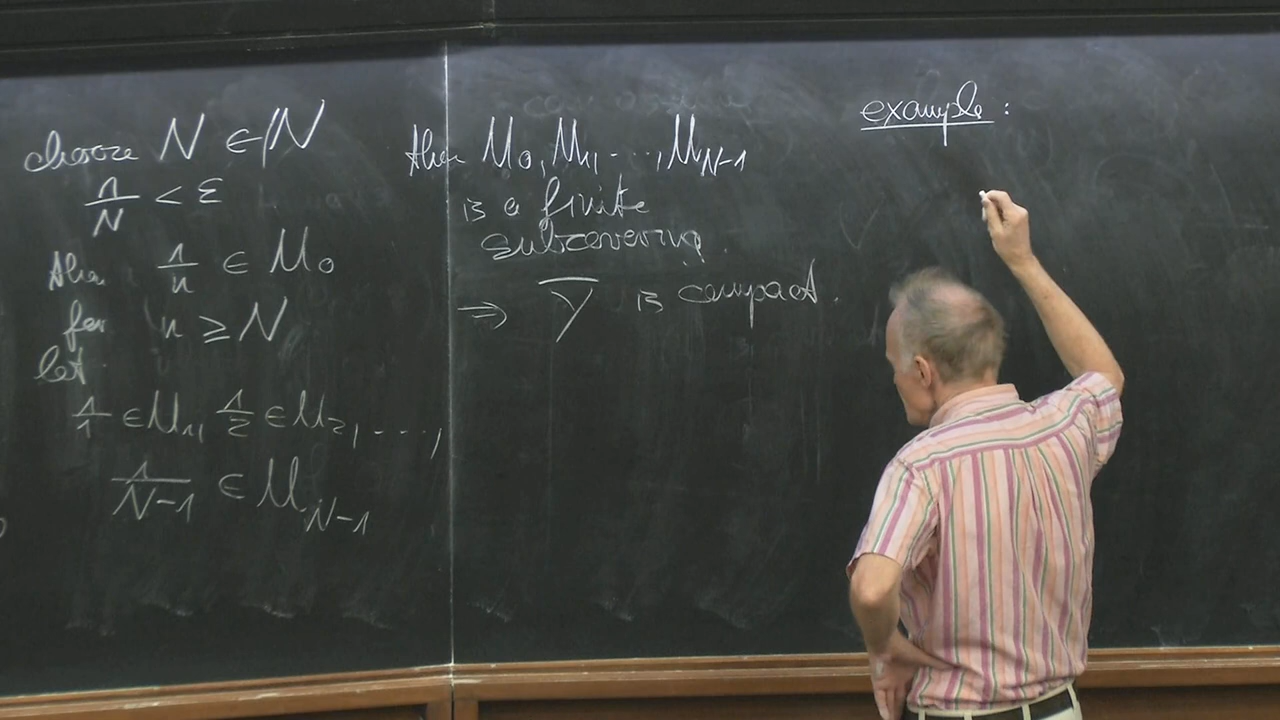 choose N ∈ ℕ
1/N < ε
then 1/n ∈ U₀
for n ≥ N
let
1/1 ∈ U₁, 1/2 ∈ U₂, ...,
1/(N-1) ∈ U_{N-1}
then U₀, U₁, ..., U_{N-1}
is a finite
subcovering.
⇒ Y̅ is compact.
example: